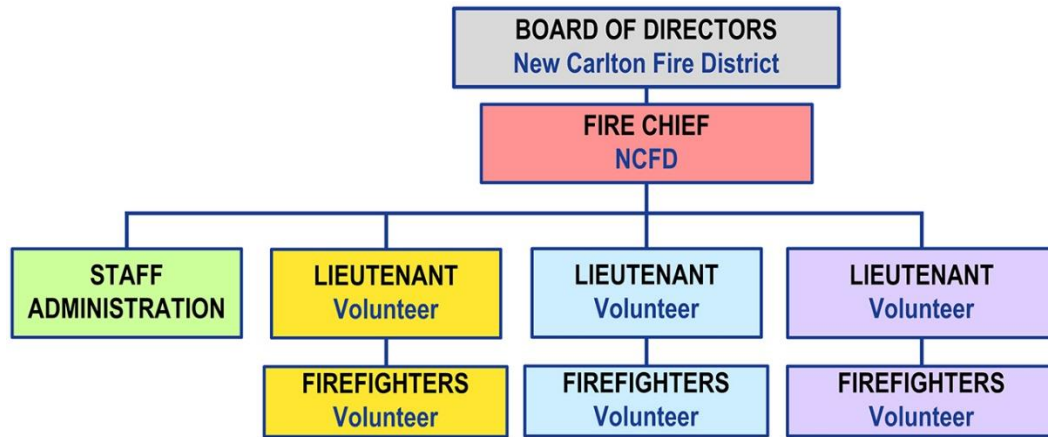 BOARD OF DIRECTORS
New Carlton Fire District
FIRE CHIEF
NCFD
STAFF
ADMINISTRATION
LIEUTENANT
Volunteer
LIEUTENANT
Volunteer
LIEUTENANT
Volunteer
FIREFIGHTERS
Volunteer
FIREFIGHTERS
Volunteer
FIREFIGHTERS
Volunteer